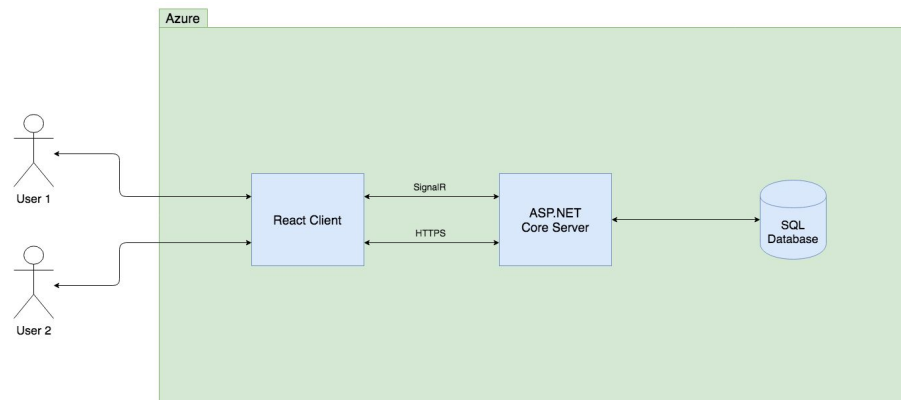 Azure
User 1
React Client
SignalR
HTTPS
ASP.NET
Core Server
SQL
Database
User 2